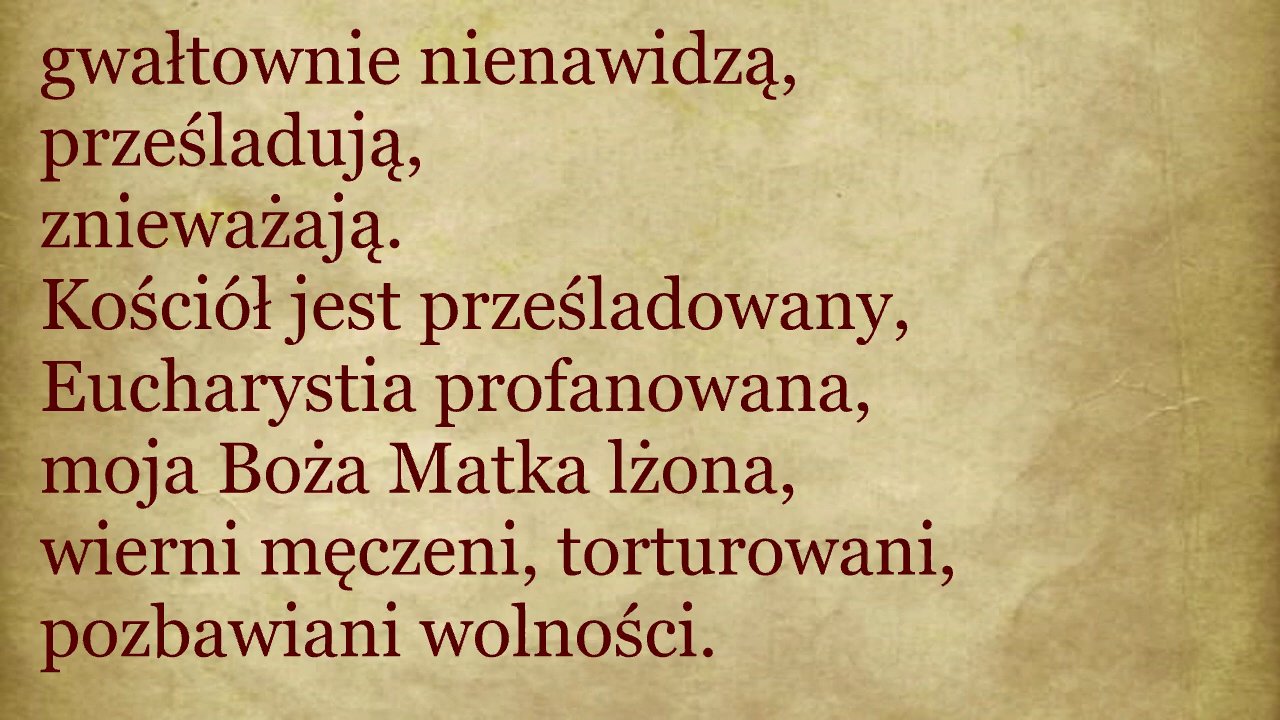 gwałtownie nienawidzą,
prześladują,
znieważają.
Kościół jest prześladowany,
Eucharystia profanowana,
moja Boża Matka lżona,
wierni męczeni, torturowani,
pozbawiani wolności.